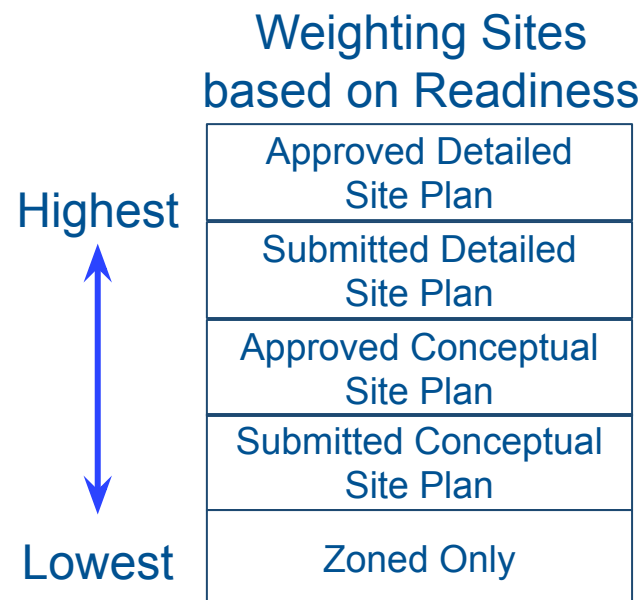 Weighting Sites
based on Readiness
Approved Detailed
Site Plan
Highest
Submitted Detailed
Site Plan
Approved Conceptual
Site Plan
Submitted Conceptual
Site Plan
Lowest
Zoned Only